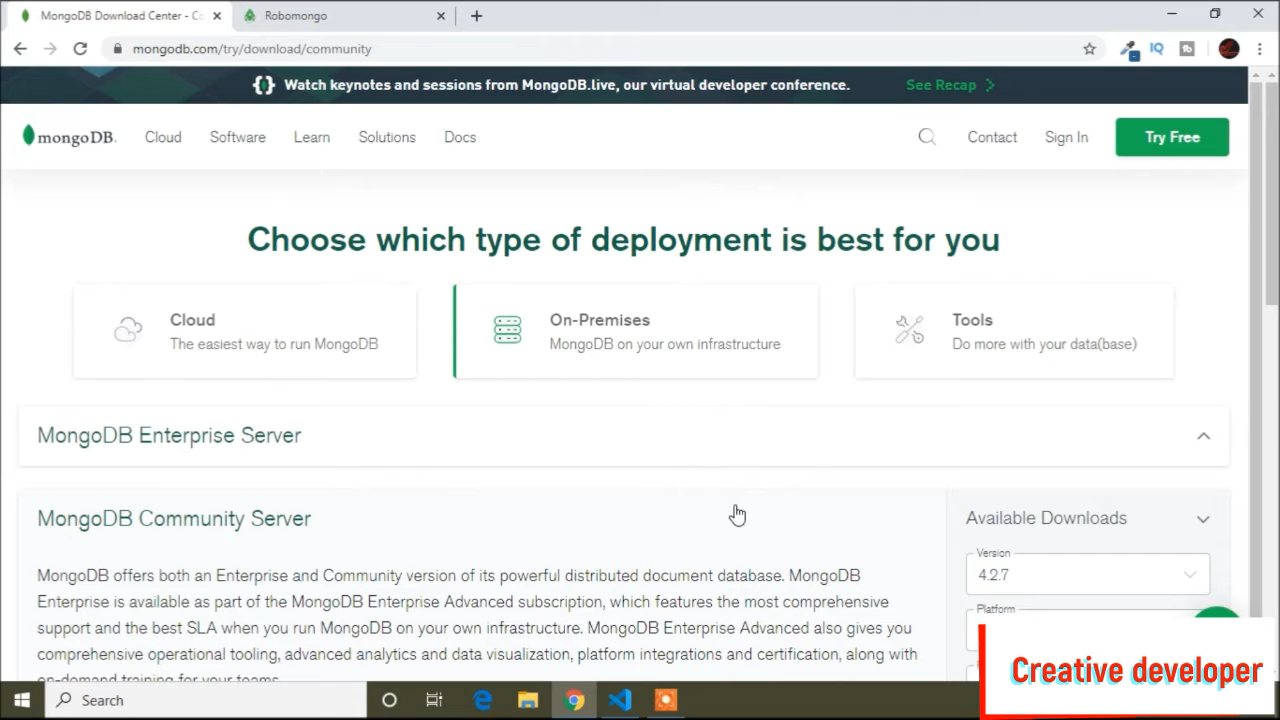 MongoDB Download Center - Co
Robomongo
mongodb.com/try/download/community
Watch keynotes and sessions from MongoDB.live, our virtual developer conference.
See Recap
mongoDB.
Cloud
Software
Learn
Solutions
Docs
Contact
Sign In
Try Free
Choose which type of deployment is best for you
Cloud
The easiest way to run MongoDB
On-Premises
MongoDB on your own infrastructure
Tools
Do more with your data(base)
MongoDB Enterprise Server
MongoDB Community Server
MongoDB offers both an Enterprise and Community version of its powerful distributed document database. MongoDB
Enterprise is available as part of the MongoDB Enterprise Advanced subscription, which features the most comprehensive
support and the best SLA when you run MongoDB on your own infrastructure. MongoDB Enterprise Advanced also gives you
comprehensive operational tooling, advanced analytics and data visualization, platform integrations and certification, along with
on-demand training for your teams.
Available Downloads
Version
4.2.7
Platform
Creative developer
Search